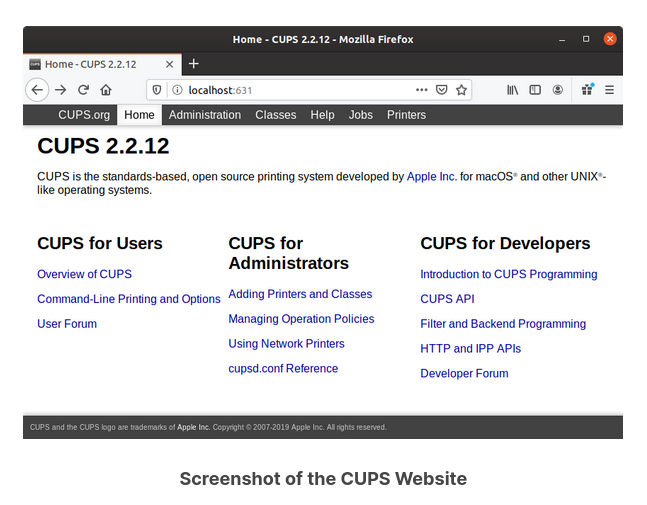 Home - CUPS 2.2.12 - Mozilla Firefox
Home - CUPS 2.2.12
localhost:631
CUPS.org Home Administration Classes Help Jobs Printers
CUPS 2.2.12
CUPS is the standards-based, open source printing system developed by Apple Inc. for macOS® and other UNIX®-
like operating systems.
CUPS for Users
Overview of CUPS
Command-Line Printing and Options
User Forum
CUPS for
Administrators
Adding Printers and Classes
Managing Operation Policies
Using Network Printers
cupsd.conf Reference
CUPS for Developers
Introduction to CUPS Programming
CUPS API
Filter and Backend Programming
HTTP and IPP APIs
Developer Forum
CUPS and the CUPS logo are trademarks of Apple Inc. Copyright © 2007-2019 Apple Inc. All rights reserved.
Screenshot of the CUPS Website